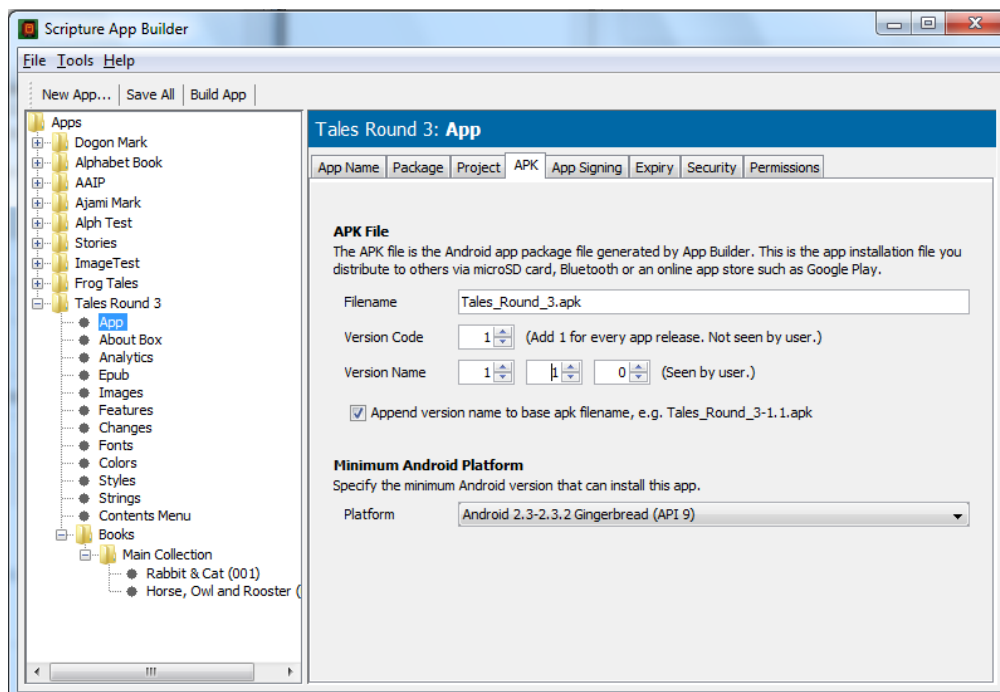 Scripture App Builder
File Tools Help
New App... Save All Build App
Apps
Dogon Mark
Alphabet Book
AAIP
Ajami Mark
Alph Test
Stories
ImageTest
Frog Tales
Tales Round 3
App
About Box
Analytics
Epub
Images
Features
Changes
Fonts
Colors
Styles
Strings
Contents Menu
Books
Main Collection
Rabbit & Cat (001)
Horse, Owl and Rooster (
Tales Round 3: App
App Name Package Project APK App Signing Expiry Security Permissions
APK File
The APK file is the Android app package file generated by App Builder. This is the app installation file you
distribute to others via microSD card, Bluetooth or an online app store such as Google Play.
Filename Tales_Round_3.apk
Version Code 1 (Add 1 for every app release. Not seen by user.)
Version Name 1 1 0 (Seen by user.)
Append version name to base apk filename, e.g. Tales_Round_3-1.1.apk
Minimum Android Platform
Specify the minimum Android version that can install this app.
Platform Android 2.3-2.3.2 Gingerbread (API 9)